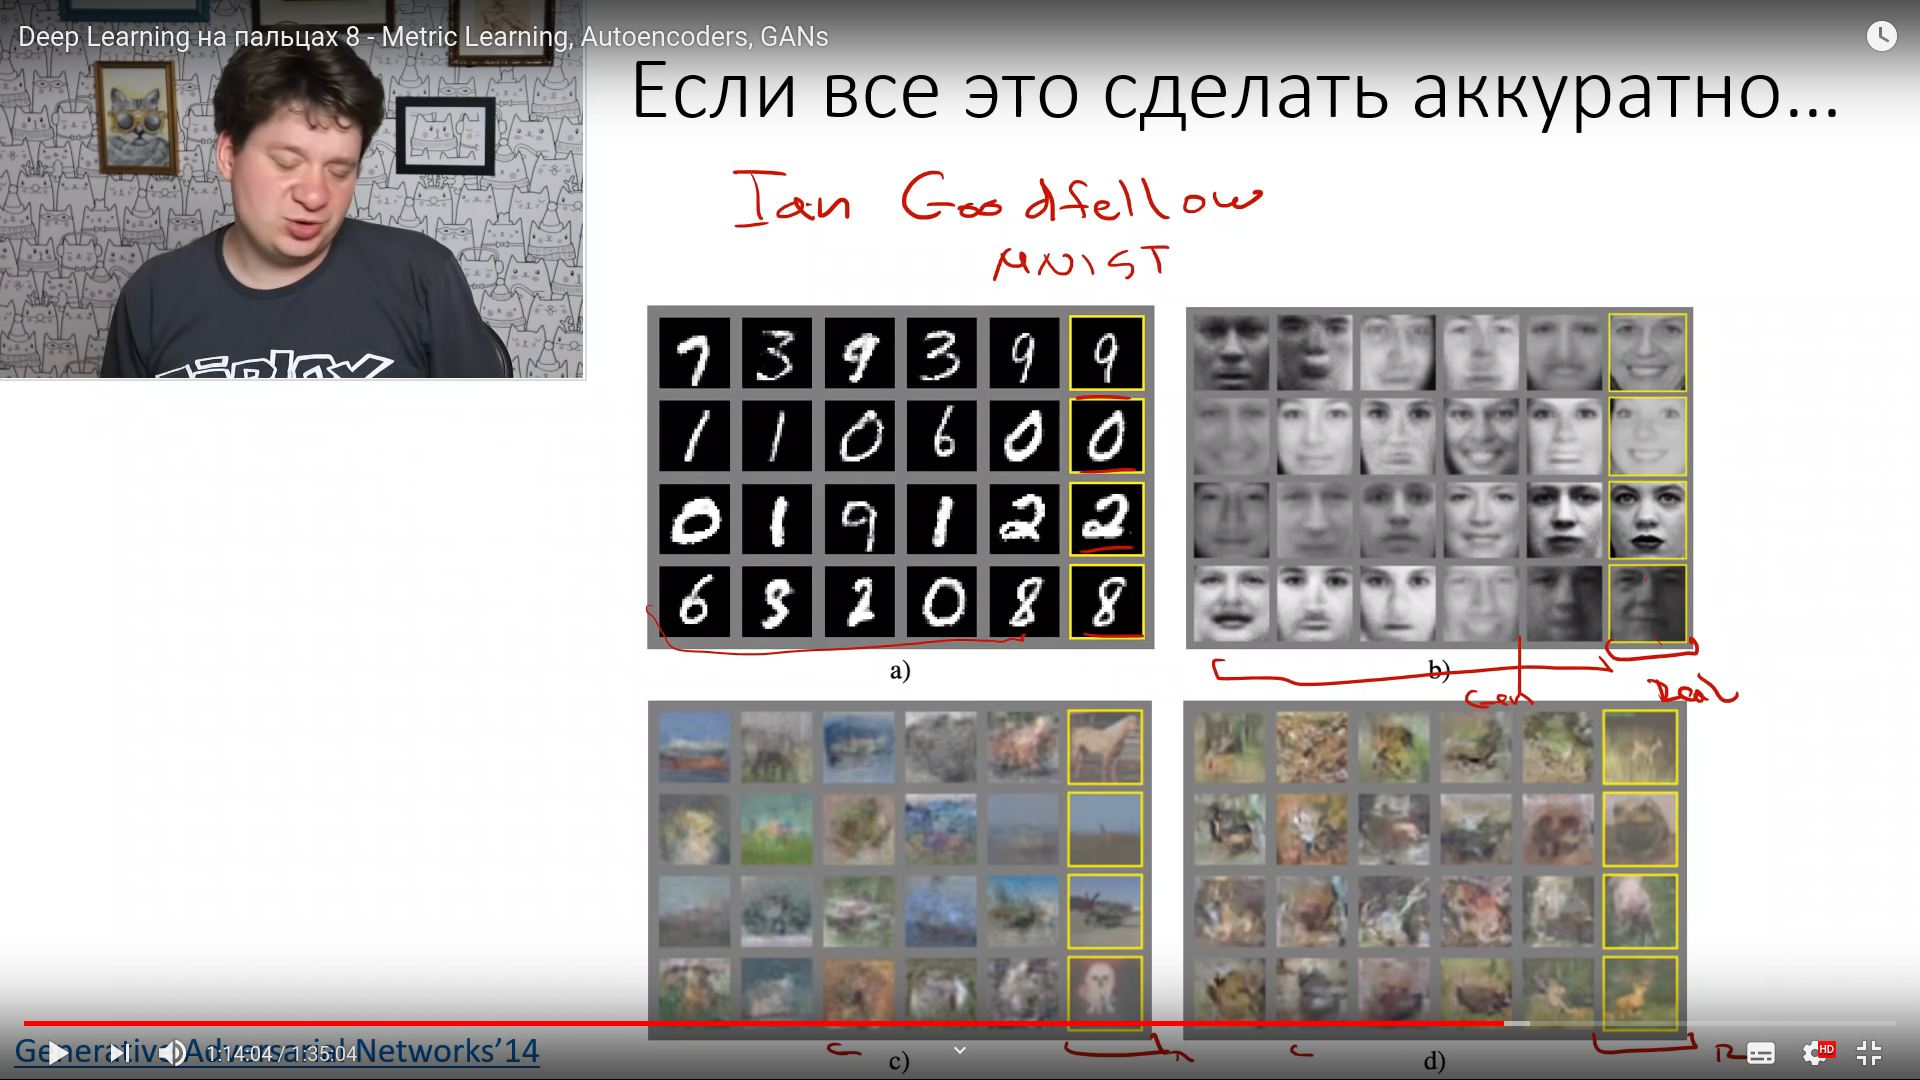 Deep Learning на пальцах 8 - Metric Learning, Autoencoders, GANs
Если все это сделать аккуратно...
Ian Goodfellow
MNIST
7 3 9 3 9 9
1 1 0 6 0 0
0 1 9 1 2 2
6 3 2 0 8 8
a)
b)
Gen
Real
c)
d)
G
R
G
R
Generative Adversarial Networks'14
1:14:04 / 1:35:04
HD